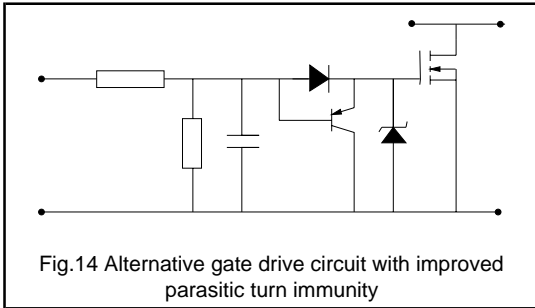 Fig.14 Alternative gate drive circuit with improved
parasitic turn immunity